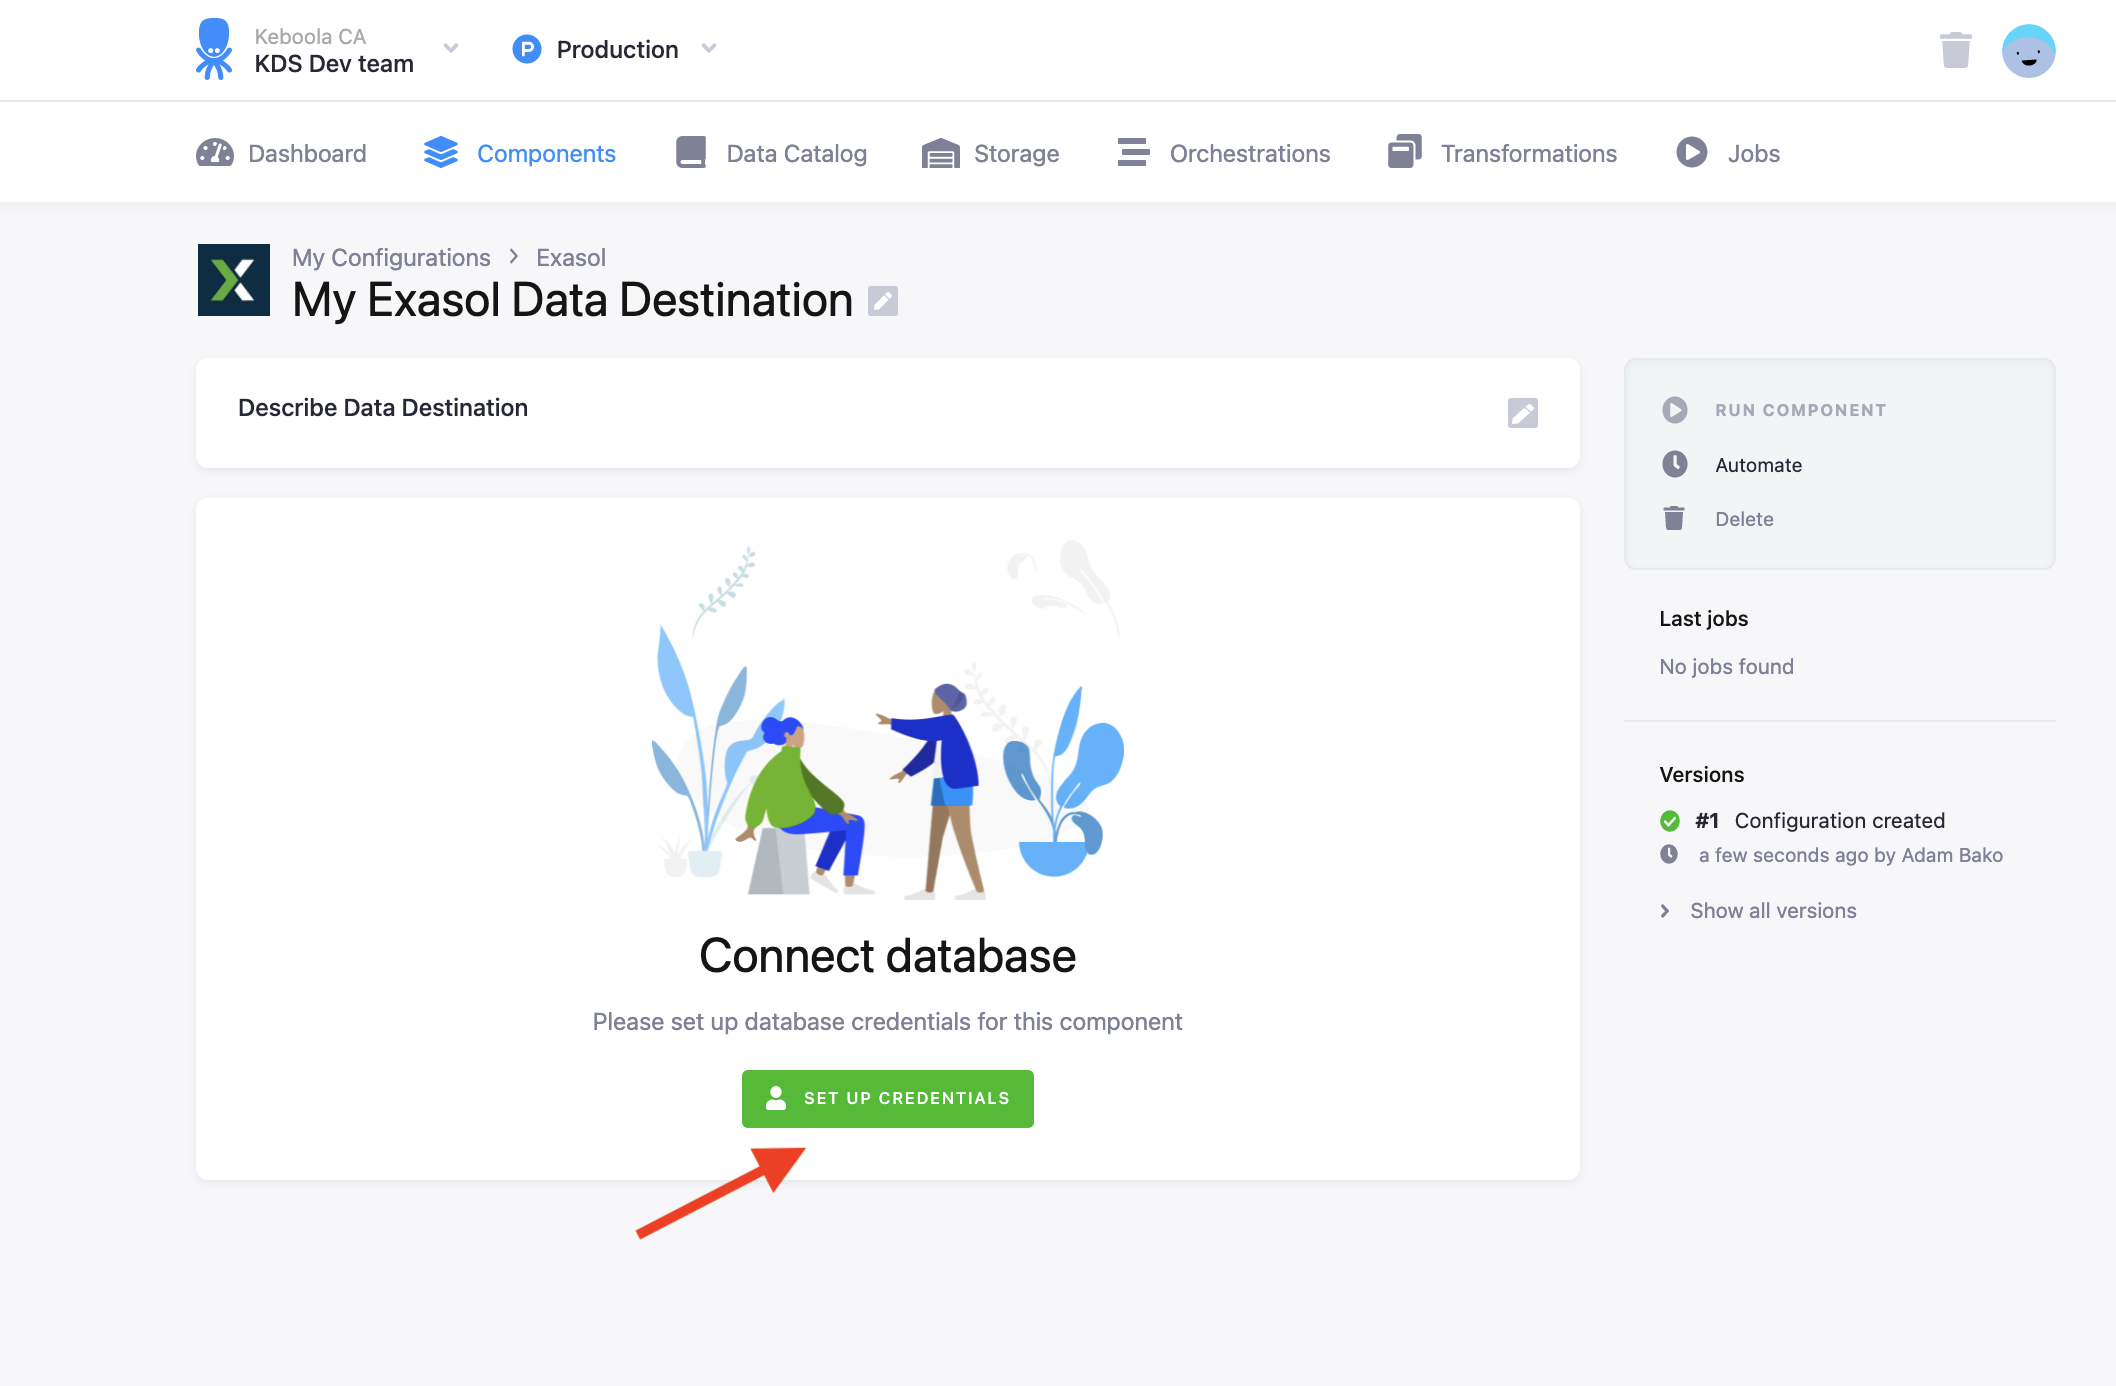 Keboola CA
KDS Dev team
P Production
Dashboard Components Data Catalog Storage Orchestrations Transformations Jobs
My Configurations > Exasol
My Exasol Data Destination
Describe Data Destination
RUN COMPONENT
Automate
Delete
Last jobs
No jobs found
Versions
#1 Configuration created
a few seconds ago by Adam Bako
Show all versions
Connect database
Please set up database credentials for this component
SET UP CREDENTIALS